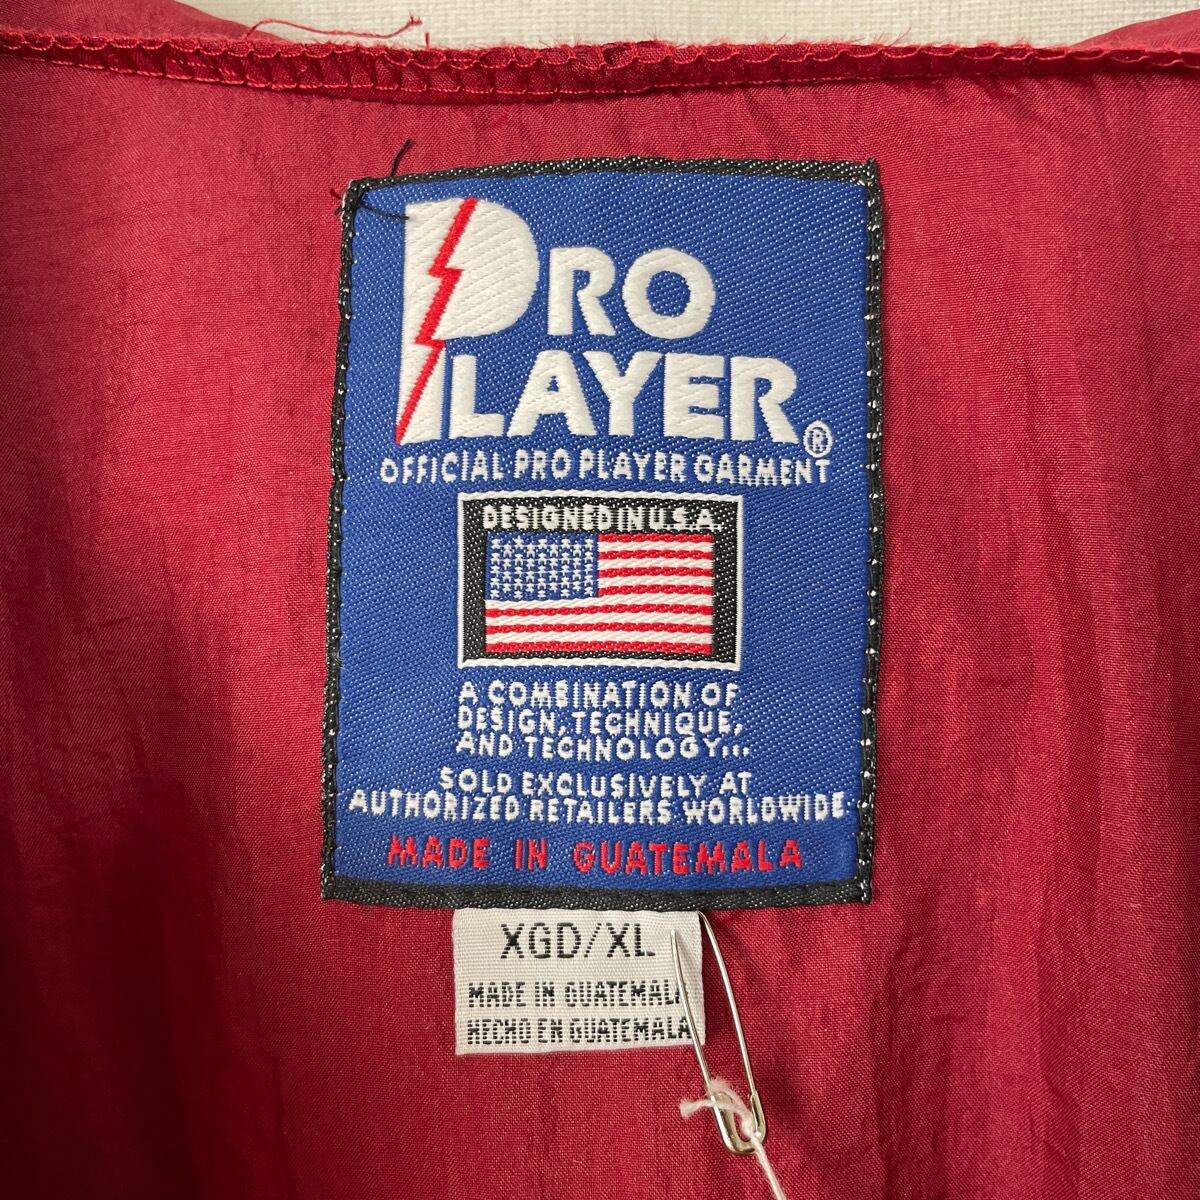 PRO
PLAYER®
OFFICIAL PRO PLAYER GARMENT
DESIGNED IN U.S.A.
A COMBINATION OF
DESIGN, TECHNIQUE,
AND TECHNOLOGY...
SOLD EXCLUSIVELY AT
AUTHORIZED RETAILERS WORLDWIDE
MADE IN GUATEMALA
XGD/XL
MADE IN GUATEMALA
HECHO EN GUATEMALA